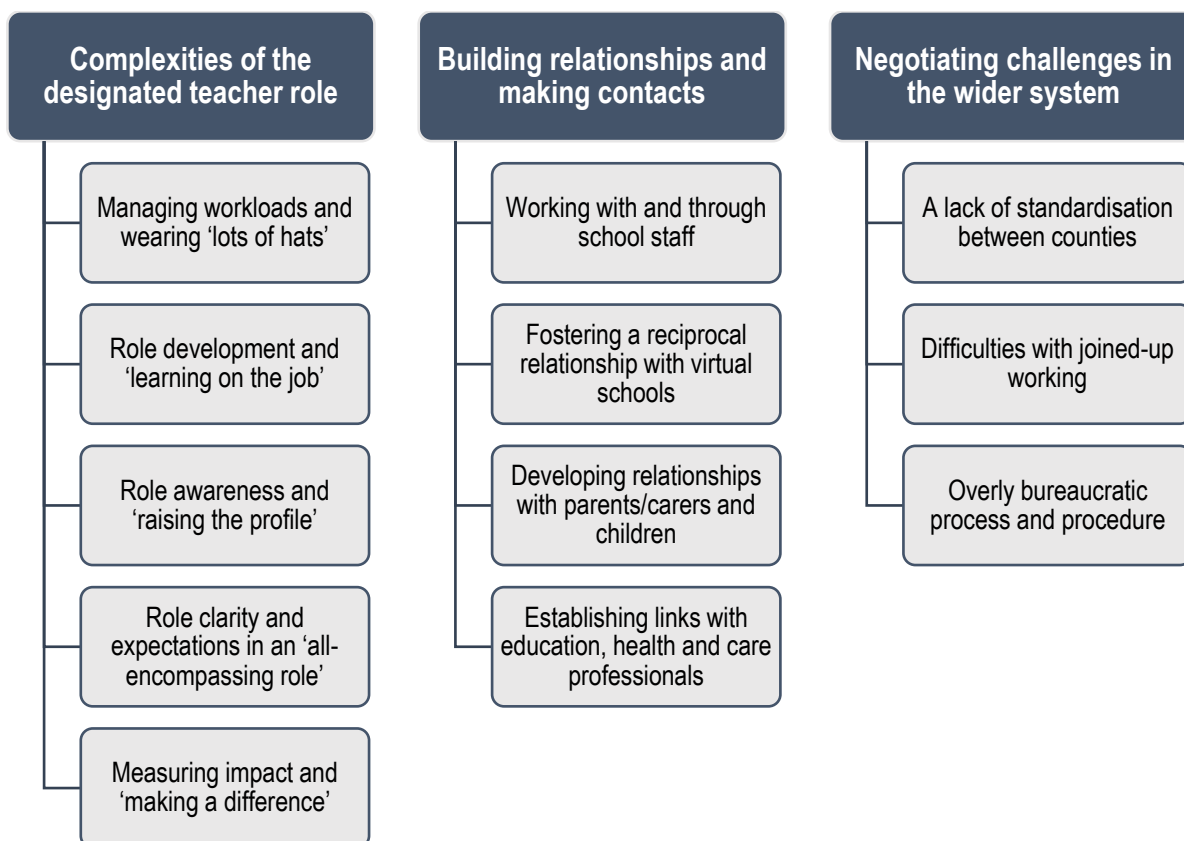 Complexities of the
designated teacher role
Managing workloads and
wearing ‘lots of hats’
Role development and
‘learning on the job’
Role awareness and
‘raising the profile’
Role clarity and
expectations in an ‘all-
encompassing role’
Measuring impact and
‘making a difference’
Building relationships and
making contacts
Working with and through
school staff
Fostering a reciprocal
relationship with virtual
schools
Developing relationships
with parents/carers and
children
Establishing links with
education, health and care
professionals
Negotiating challenges in
the wider system
A lack of standardisation
between counties
Difficulties with joined-up
working
Overly bureaucratic
process and procedure